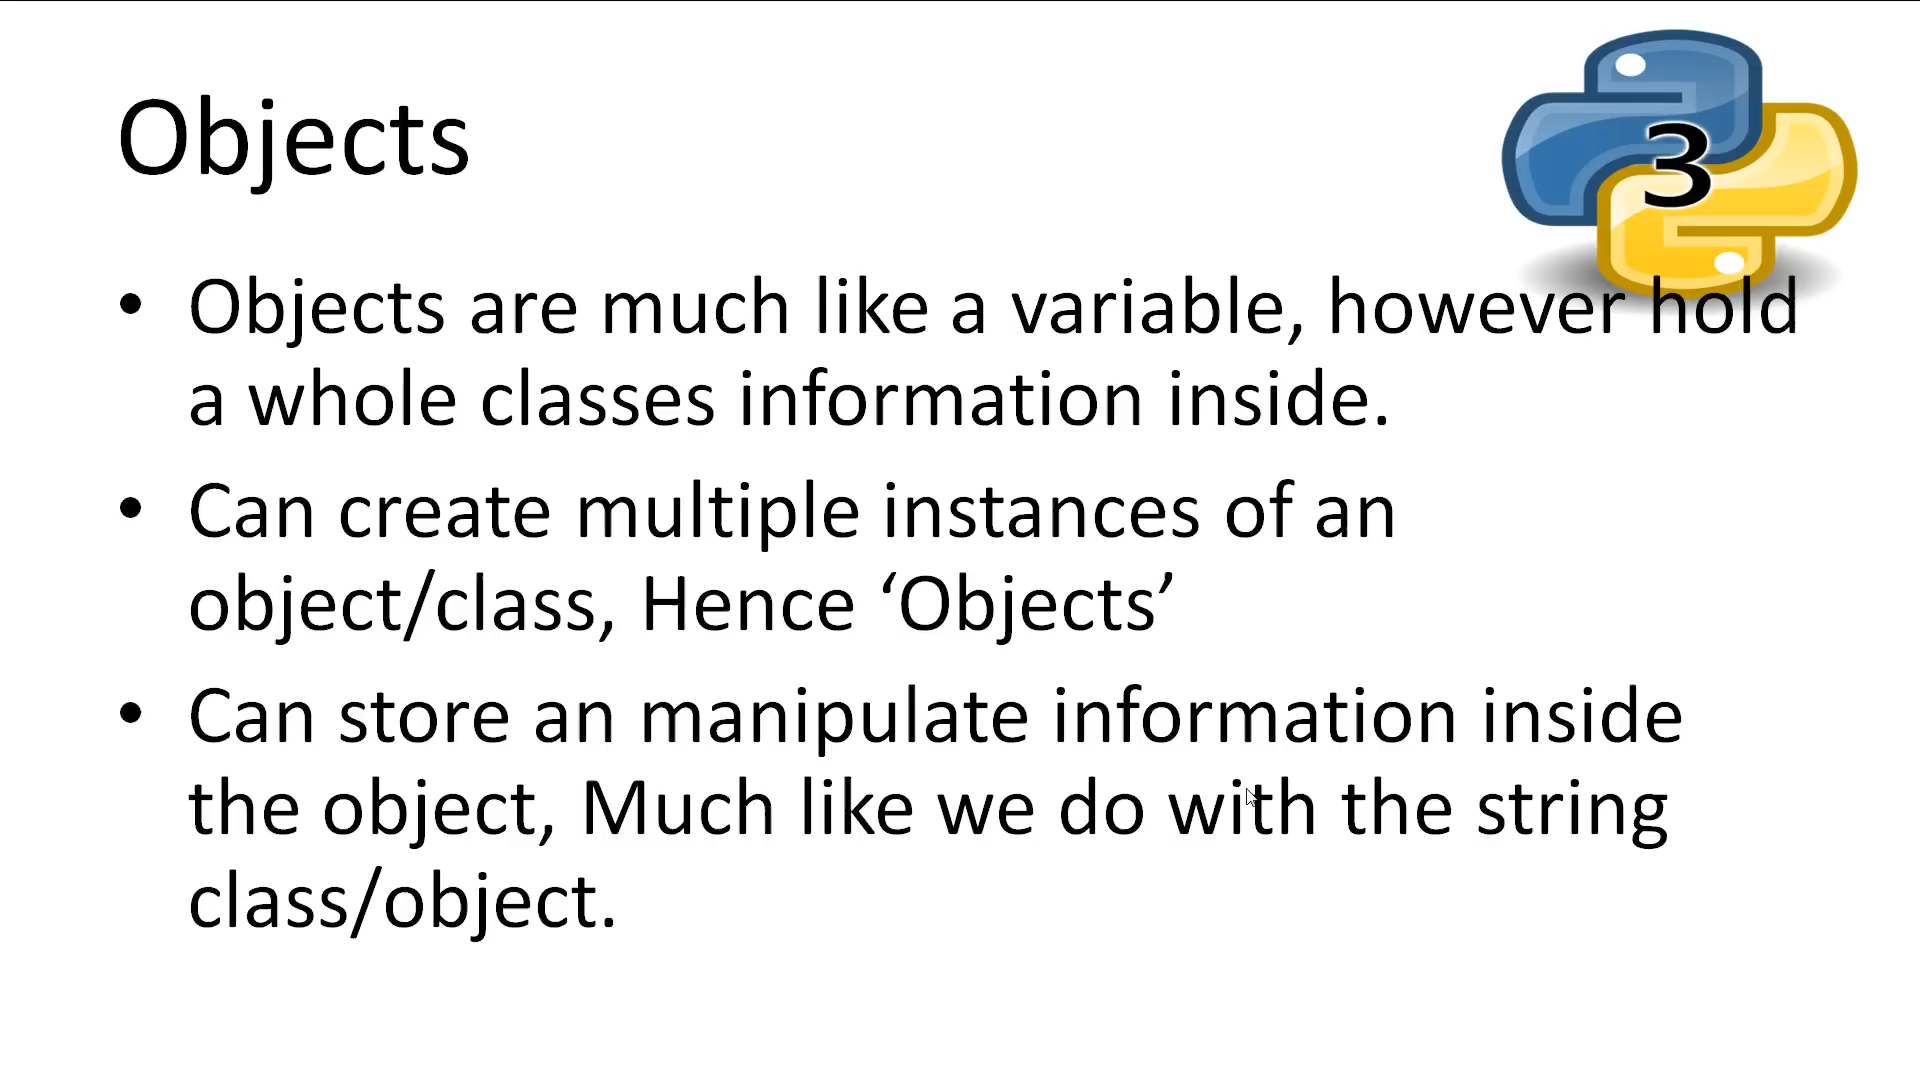 Objects
3
• Objects are much like a variable, however hold
a whole classes information inside.
• Can create multiple instances of an
object/class, Hence ‘Objects’
• Can store an manipulate information inside
the object, Much like we do with the string
class/object.